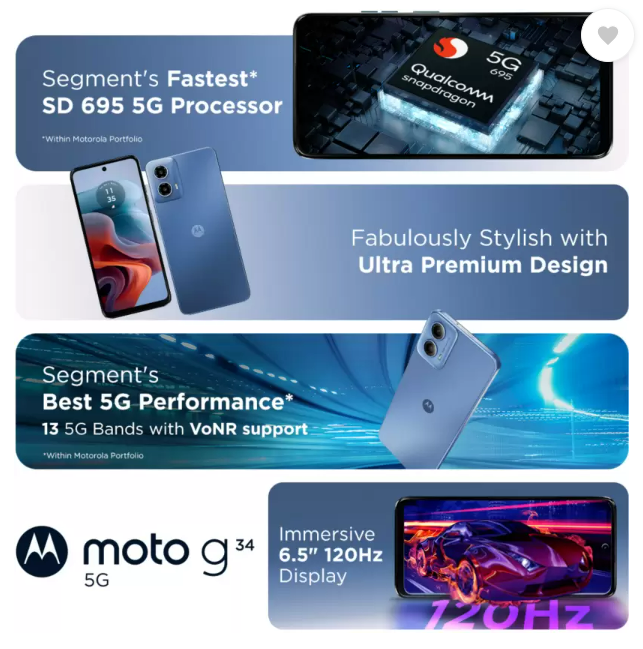 Segment's Fastest*
SD 695 5G Processor
*Within Motorola Portfolio
5G
695
Qualcomm
snapdragon
11
35
Fabulously Stylish with
Ultra Premium Design
Segment's
Best 5G Performance*
13 5G Bands with VoNR support
*Within Motorola Portfolio
moto g 34
5G
Immersive
6.5" 120Hz
Display
120Hz